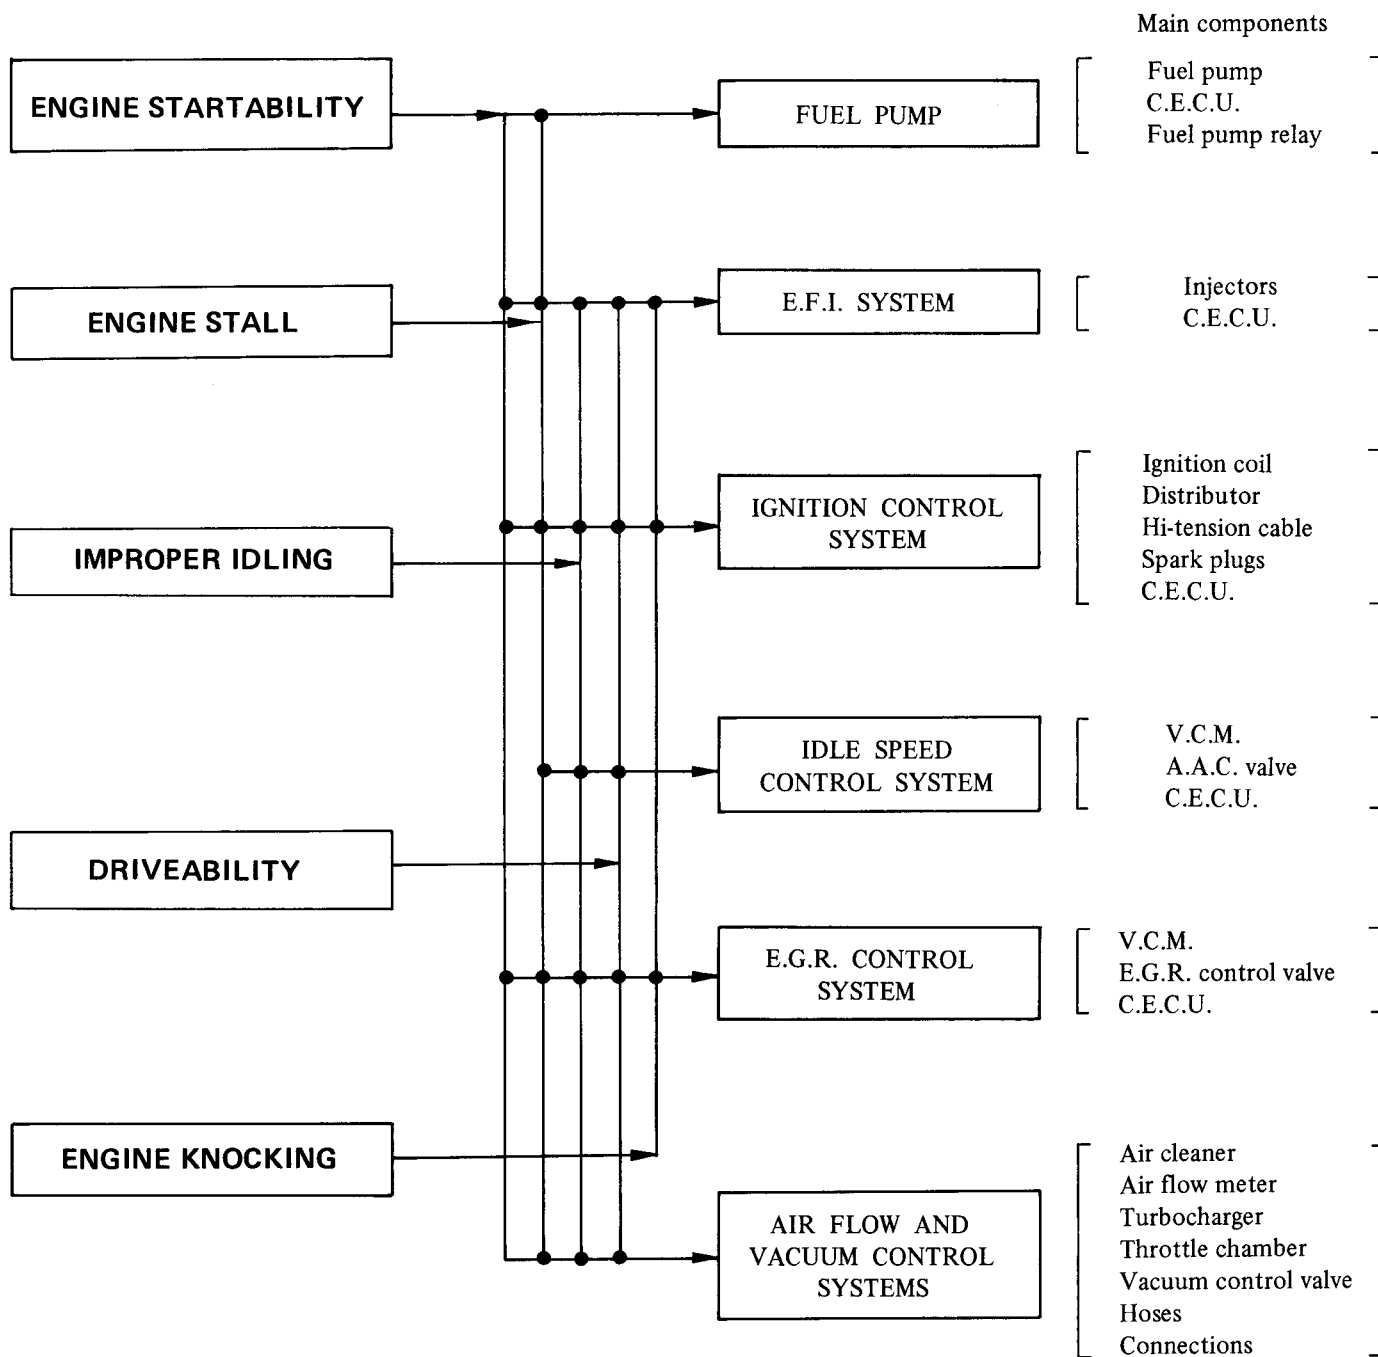 Main components
ENGINE STARTABILITY
FUEL PUMP
Fuel pump
C.E.C.U.
Fuel pump relay
ENGINE STALL
E.F.I. SYSTEM
Injectors
C.E.C.U.
IMPROPER IDLING
IGNITION CONTROL
SYSTEM
Ignition coil
Distributor
Hi-tension cable
Spark plugs
C.E.C.U.
IDLE SPEED
CONTROL SYSTEM
V.C.M.
A.A.C. valve
C.E.C.U.
DRIVEABILITY
E.G.R. CONTROL
SYSTEM
V.C.M.
E.G.R. control valve
C.E.C.U.
ENGINE KNOCKING
AIR FLOW AND
VACUUM CONTROL
SYSTEMS
Air cleaner
Air flow meter
Turbocharger
Throttle chamber
Vacuum control valve
Hoses
Connections